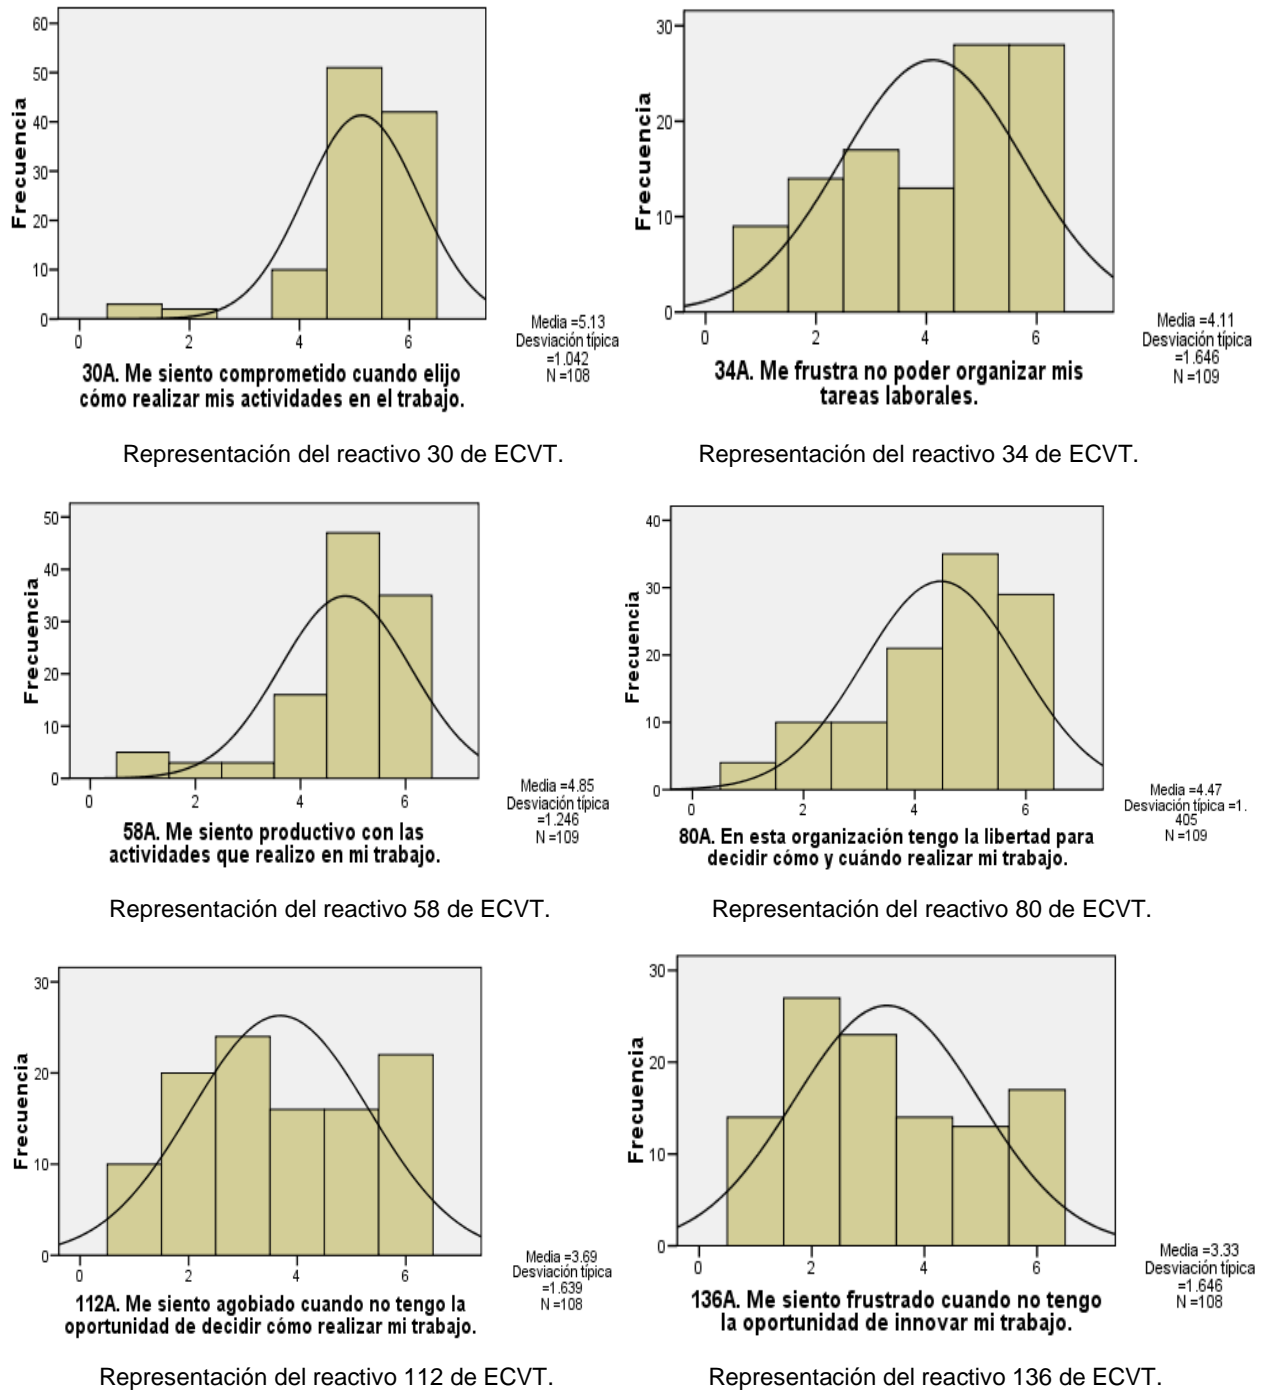 60
50
40
30
20
10
0
Frecuencia
0 2 4 6
Media =5.13
Desviación típica
=1.042
N =108
30A. Me siento comprometido cuando elijo
cómo realizar mis actividades en el trabajo.
Representación del reactivo 30 de ECVT.
30
20
10
0
Frecuencia
0 2 4 6
Media =4.11
Desviación típica
=1.646
N =109
34A. Me frustra no poder organizar mis
tareas laborales.
Representación del reactivo 34 de ECVT.
50
40
30
20
10
0
Frecuencia
0 2 4 6
Media =4.85
Desviación típica
=1.246
N =109
58A. Me siento productivo con las
actividades que realizo en mi trabajo.
Representación del reactivo 58 de ECVT.
40
30
20
10
0
Frecuencia
0 2 4 6
Media =4.47
Desviación típica =1.
405
N =109
80A. En esta organización tengo la libertad para
decidir cómo y cuándo realizar mi trabajo.
Representación del reactivo 80 de ECVT.
30
20
10
0
Frecuencia
0 2 4 6
Media =3.69
Desviación típica
=1.639
N =108
112A. Me siento agobiado cuando no tengo la
oportunidad de decidir cómo realizar mi trabajo.
Representación del reactivo 112 de ECVT.
30
20
10
0
Frecuencia
0 2 4 6
Media =3.33
Desviación típica
=1.646
N =108
136A. Me siento frustrado cuando no tengo
la oportunidad de innovar mi trabajo.
Representación del reactivo 136 de ECVT.